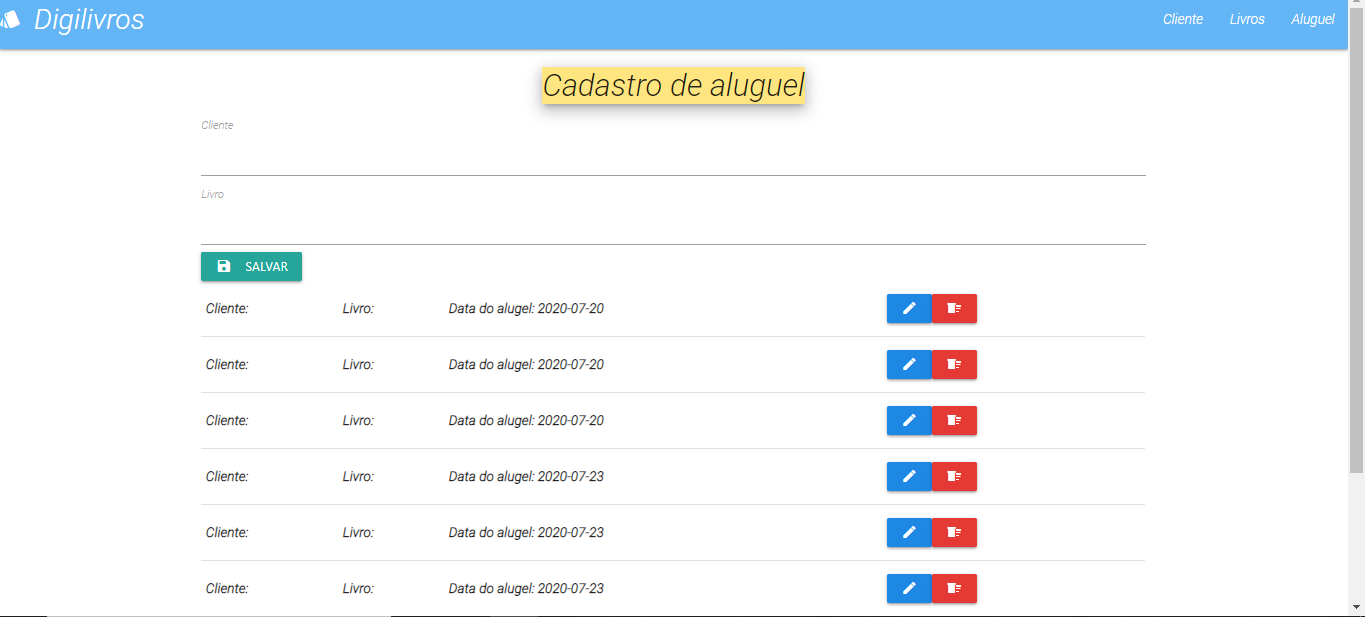 Digilivros Cliente Livros Aluguel
Cadastro de aluguel
Cliente
Livro
SALVAR
Cliente: Livro: Data do alugel: 2020-07-20
Cliente: Livro: Data do alugel: 2020-07-20
Cliente: Livro: Data do alugel: 2020-07-20
Cliente: Livro: Data do alugel: 2020-07-23
Cliente: Livro: Data do alugel: 2020-07-23
Cliente: Livro: Data do alugel: 2020-07-23